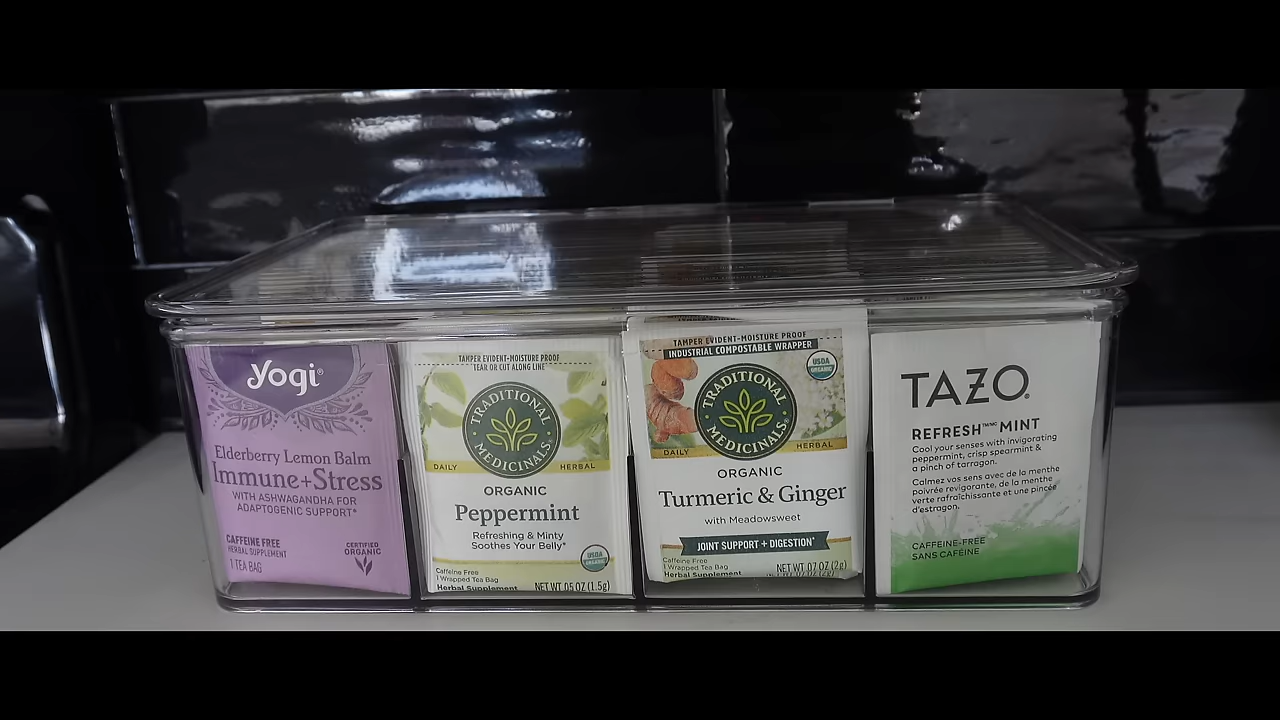 yogi®
Elderberry Lemon Balm
Immune+Stress
WITH ASHWAGANDHA FOR
ADAPTOGENIC SUPPORT*
CAFFEINE FREE
HERBAL SUPPLEMENT
1 TEA BAG
CERTIFIED
ORGANIC
TAMPER EVIDENT-MOISTURE PROOF
TEAR OR CUT ALONG LINE
TRADITIONAL
MEDICINALS®
DAILY HERBAL
ORGANIC
Peppermint
Refreshing & Minty
Soothes Your Belly*
USDA
ORGANIC
Caffeine Free
1 Wrapped Tea Bag
Herbal Supplement NET WT .05 OZ (1.5g)
TAMPER EVIDENT-MOISTURE PROOF
INDUSTRIAL COMPOSTABLE WRAPPER
USDA
ORGANIC
TRADITIONAL
MEDICINALS®
DAILY HERBAL
ORGANIC
Turmeric & Ginger
with Meadowsweet
JOINT SUPPORT + DIGESTION*
Caffeine Free
1 Wrapped Tea Bag
Herbal Supplement
NET WT .07 OZ (2g)
TAZO®
REFRESH™/MC MINT
Cool your senses with invigorating
peppermint, crisp spearmint &
a pinch of tarragon.
Calmez vos sens avec de la menthe
poivrée revigorante, de la menthe
verte rafraîchissante et une pincée
d'estragon.
CAFFEINE-FREE
SANS CAFÉINE